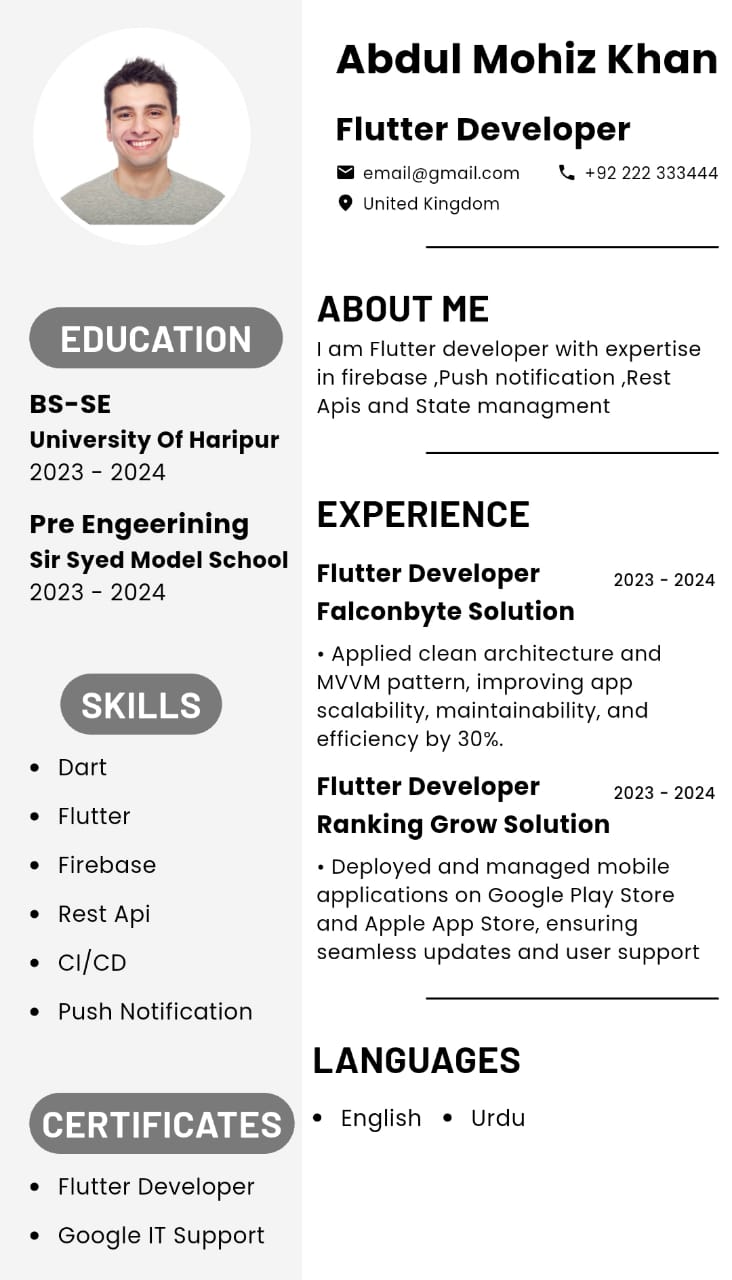 Abdul Mohiz Khan
Flutter Developer
email@gmail.com +92 222 333444
United Kingdom
EDUCATION
BS-SE
University Of Haripur
2023 - 2024
Pre Engeerining
Sir Syed Model School
2023 - 2024
SKILLS
• Dart
• Flutter
• Firebase
• Rest Api
• CI/CD
• Push Notification
CERTIFICATES
• Flutter Developer
• Google IT Support
ABOUT ME
I am Flutter developer with expertise
in firebase ,Push notification ,Rest
Apis and State managment
EXPERIENCE
Flutter Developer 2023 - 2024
Falconbyte Solution
• Applied clean architecture and
MVVM pattern, improving app
scalability, maintainability, and
efficiency by 30%.
Flutter Developer 2023 - 2024
Ranking Grow Solution
• Deployed and managed mobile
applications on Google Play Store
and Apple App Store, ensuring
seamless updates and user support
LANGUAGES
• English • Urdu